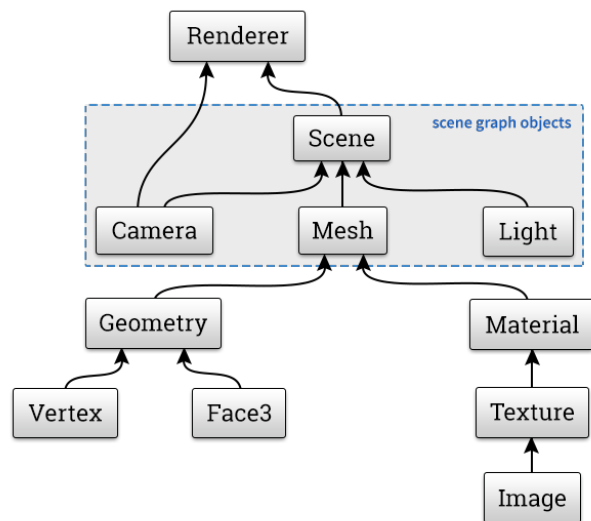 Renderer
scene graph objects
Scene
Camera
Mesh
Light
Geometry
Material
Vertex
Face3
Texture
Image